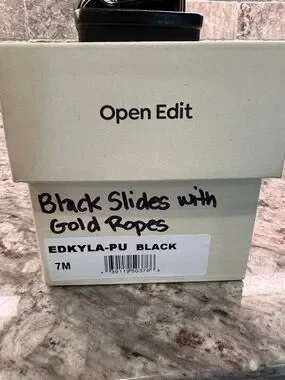 Open Edit
Black Slides with
Gold Ropes
EDKYLA-PU BLACK
7M